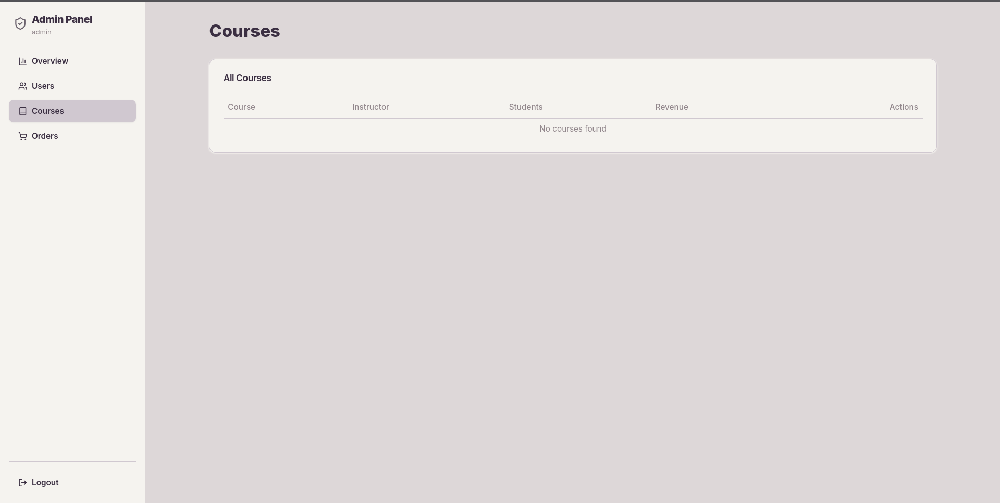 Admin Panel
admin
Overview
Users
Courses
Orders
Logout
Courses
All Courses
Course Instructor Students Revenue Actions
No courses found